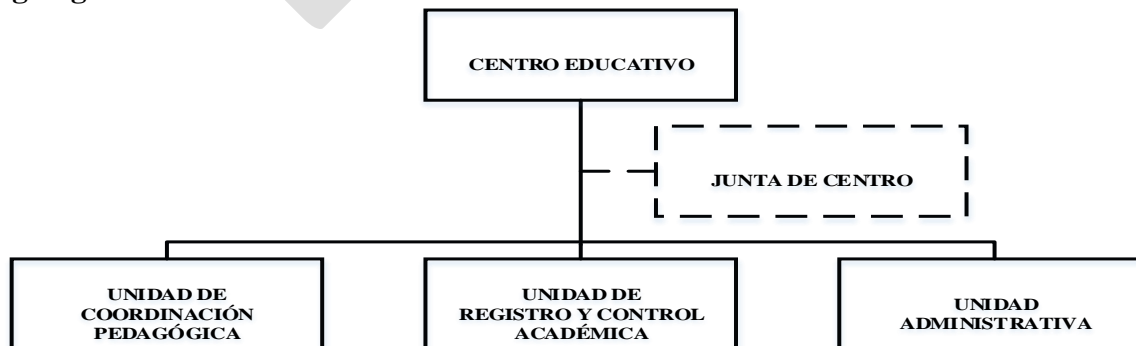 CENTRO EDUCATIVO
JUNTA DE CENTRO
UNIDAD DE
COORDINACIÓN
PEDAGÓGICA
UNIDAD DE
REGISTRO Y CONTROL
ACADÉMICA
UNIDAD
ADMINISTRATIVA